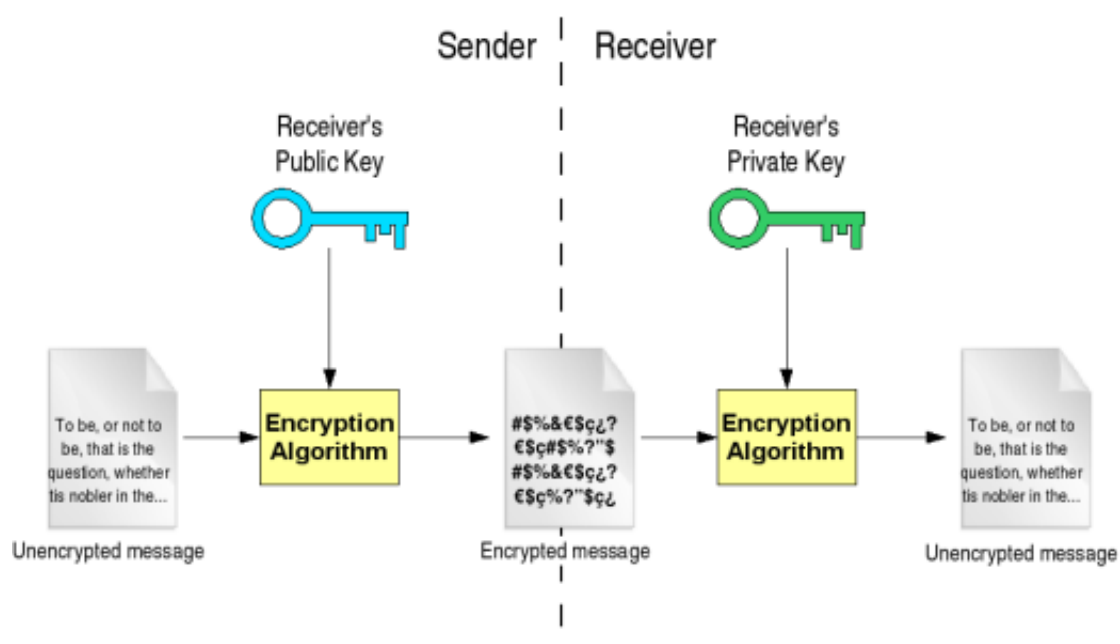 Sender
Receiver
Receiver's
Public Key
Receiver's
Private Key
To be, or not to
be, that is the
question, whether
tis nobler in the...
Encryption
Algorithm
#$%&€$ç¿?
€$ç#$%?"$
#$%&€$ç¿?
€$ç%?"$ç¿
Encryption
Algorithm
To be, or not to
be, that is the
question, whether
tis nobler in the...
Unencrypted message
Encrypted message
Unencrypted message